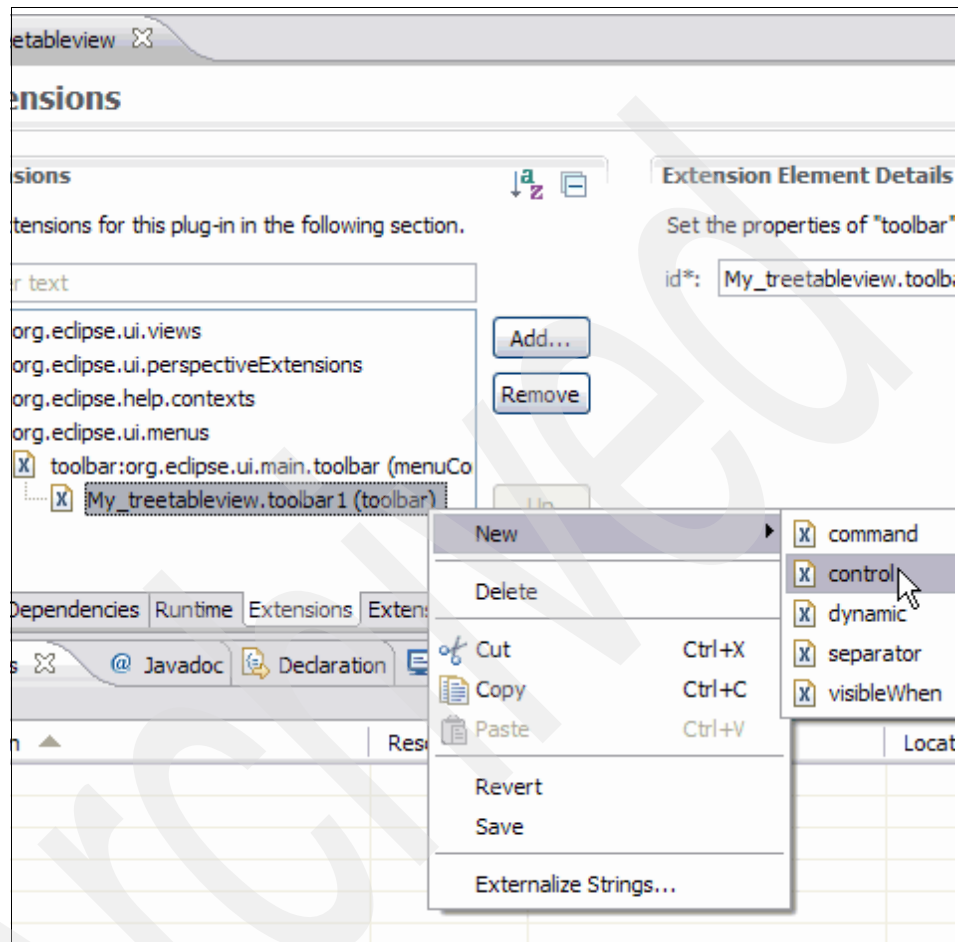 etableview
ensions
sions
Extension Element Details
tensions for this plug-in in the following section.
Set the properties of "toolbar"
r text
id*: My_treetableview.toolba
org.eclipse.ui.views
Add...
org.eclipse.ui.perspectiveExtensions
org.eclipse.help.contexts
Remove
org.eclipse.ui.menus
toolbar:org.eclipse.ui.main.toolbar (menuCo
My_treetableview.toolbar1 (toolbar)
Up
New
command
control
Delete
dynamic
Dependencies Runtime Extensions Extens
separator
s @ Javadoc Declaration
Cut Ctrl+X
Copy Ctrl+C
visibleWhen
Paste Ctrl+V
n Reso Locat
Revert
Save
Externalize Strings...
Archived